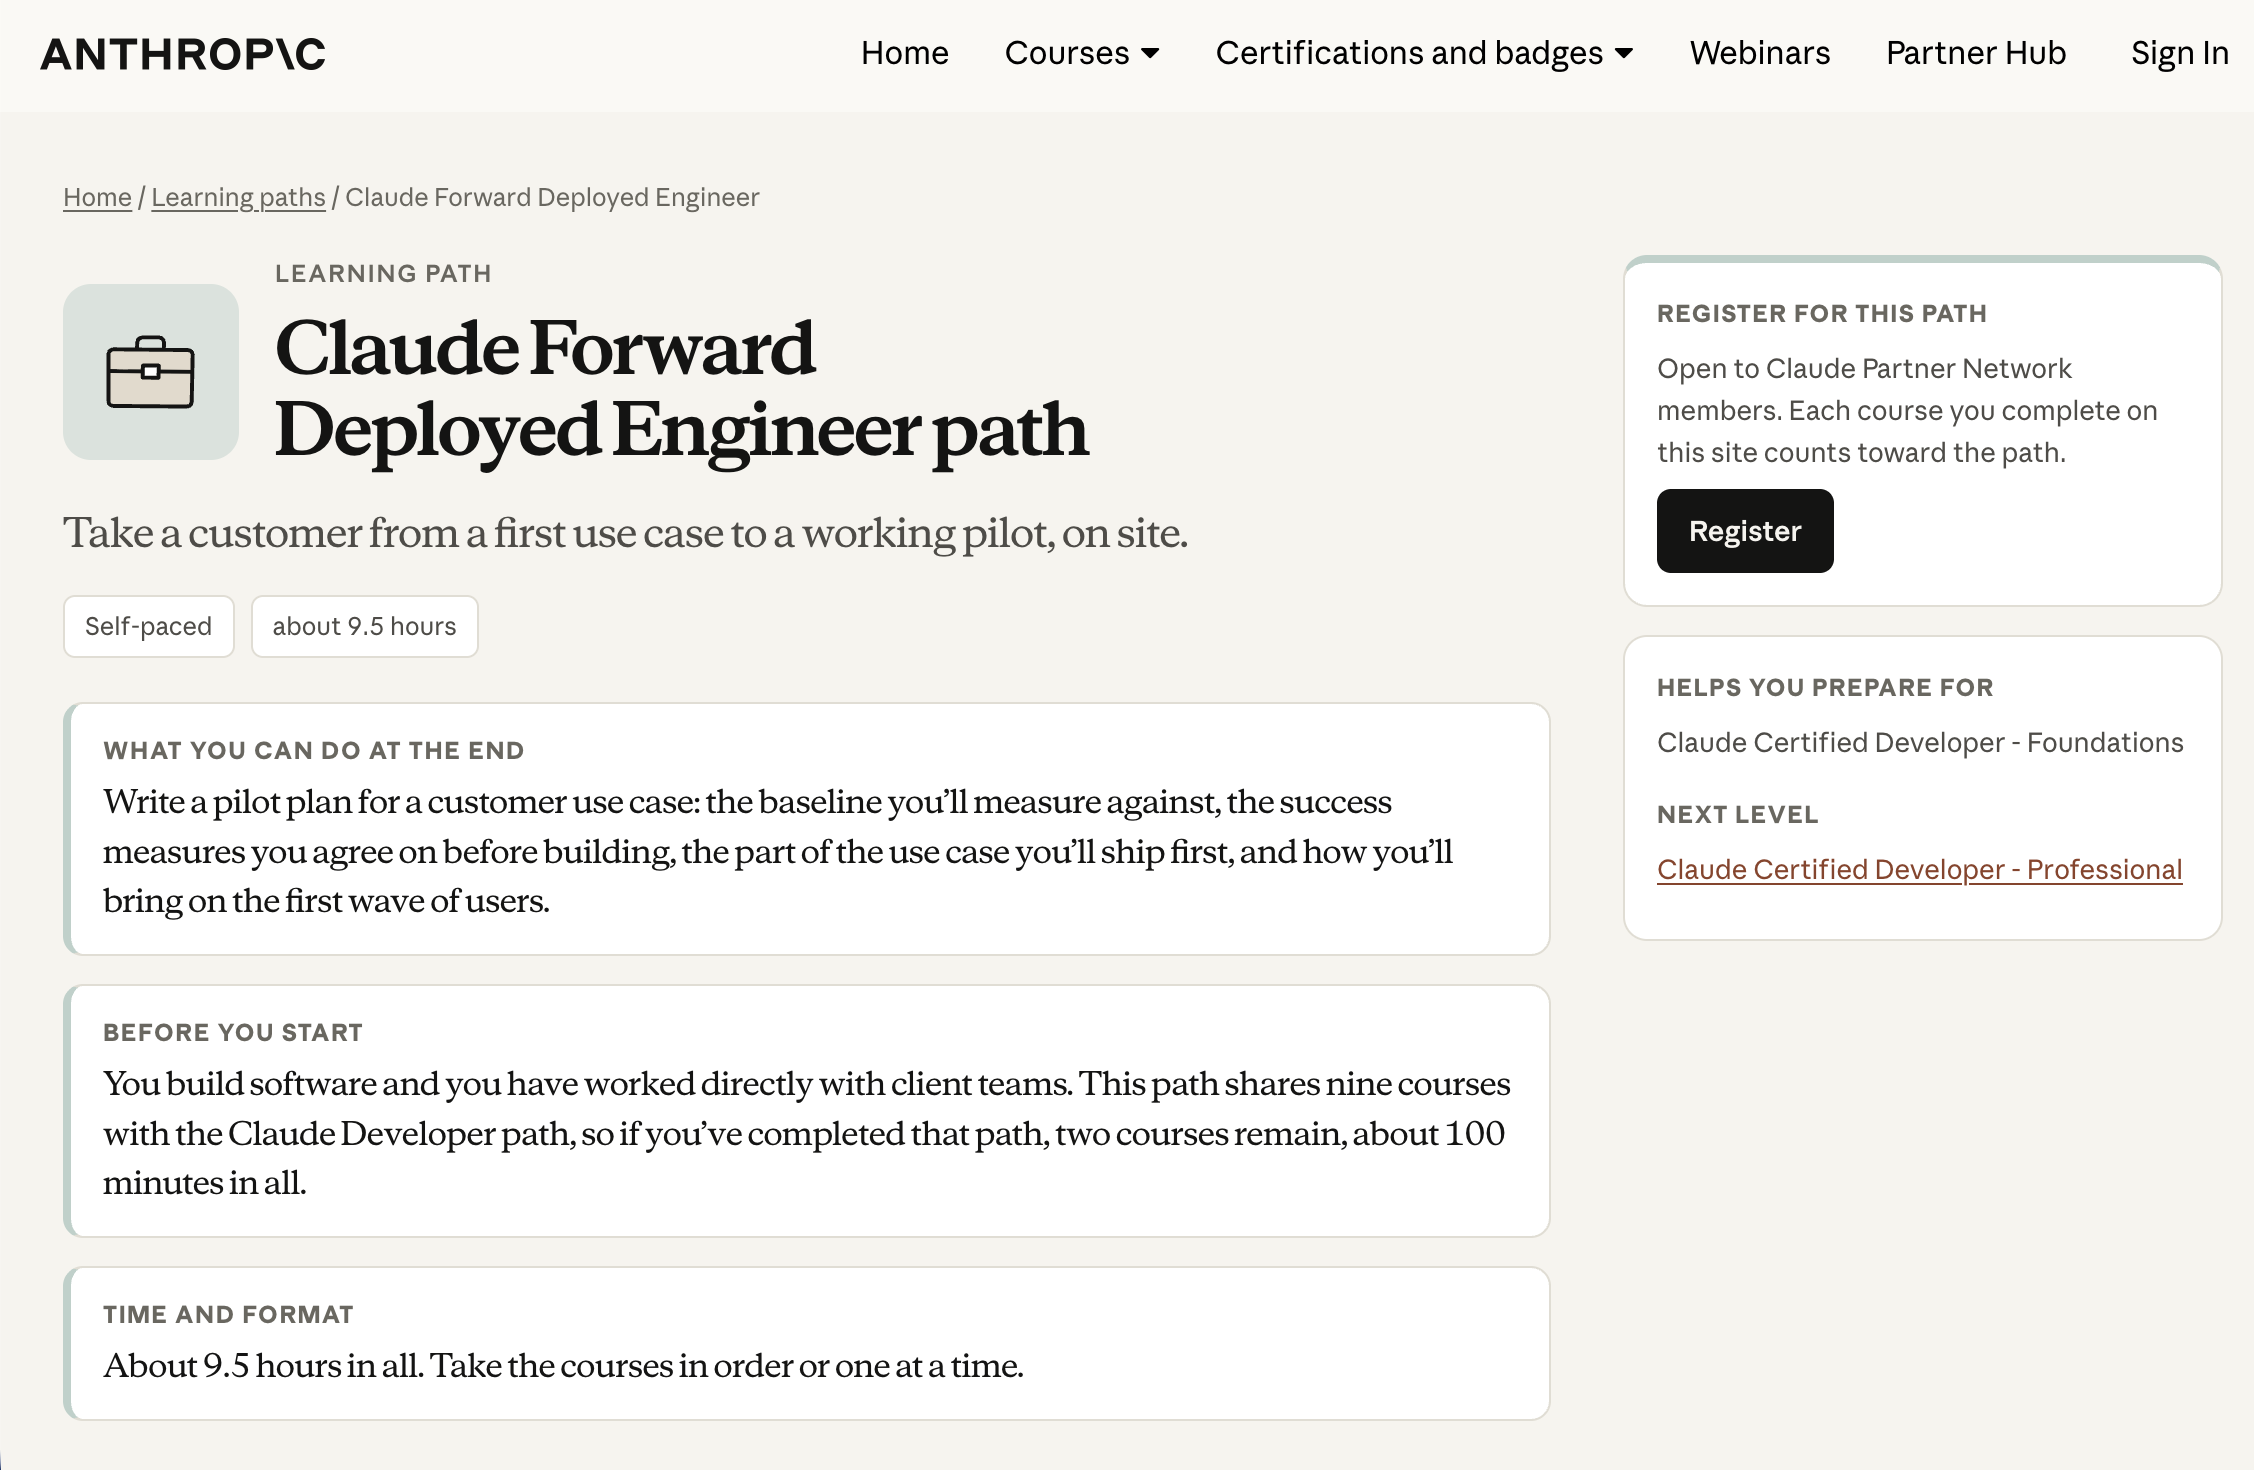 ANTHROP\C
Home
Courses
Certifications and badges
Webinars
Partner Hub
Sign In
Home / Learning paths / Claude Forward Deployed Engineer
LEARNING PATH
Claude Forward
Deployed Engineer path
Take a customer from a first use case to a working pilot, on site.
Self-paced
about 9.5 hours
WHAT YOU CAN DO AT THE END
Write a pilot plan for a customer use case: the baseline you’ll measure against, the success
measures you agree on before building, the part of the use case you’ll ship first, and how you’ll
bring on the first wave of users.
BEFORE YOU START
You build software and you have worked directly with client teams. This path shares nine courses
with the Claude Developer path, so if you’ve completed that path, two courses remain, about 100
minutes in all.
TIME AND FORMAT
About 9.5 hours in all. Take the courses in order or one at a time.
REGISTER FOR THIS PATH
Open to Claude Partner Network
members. Each course you complete on
this site counts toward the path.
Register
HELPS YOU PREPARE FOR
Claude Certified Developer - Foundations
NEXT LEVEL
Claude Certified Developer - Professional